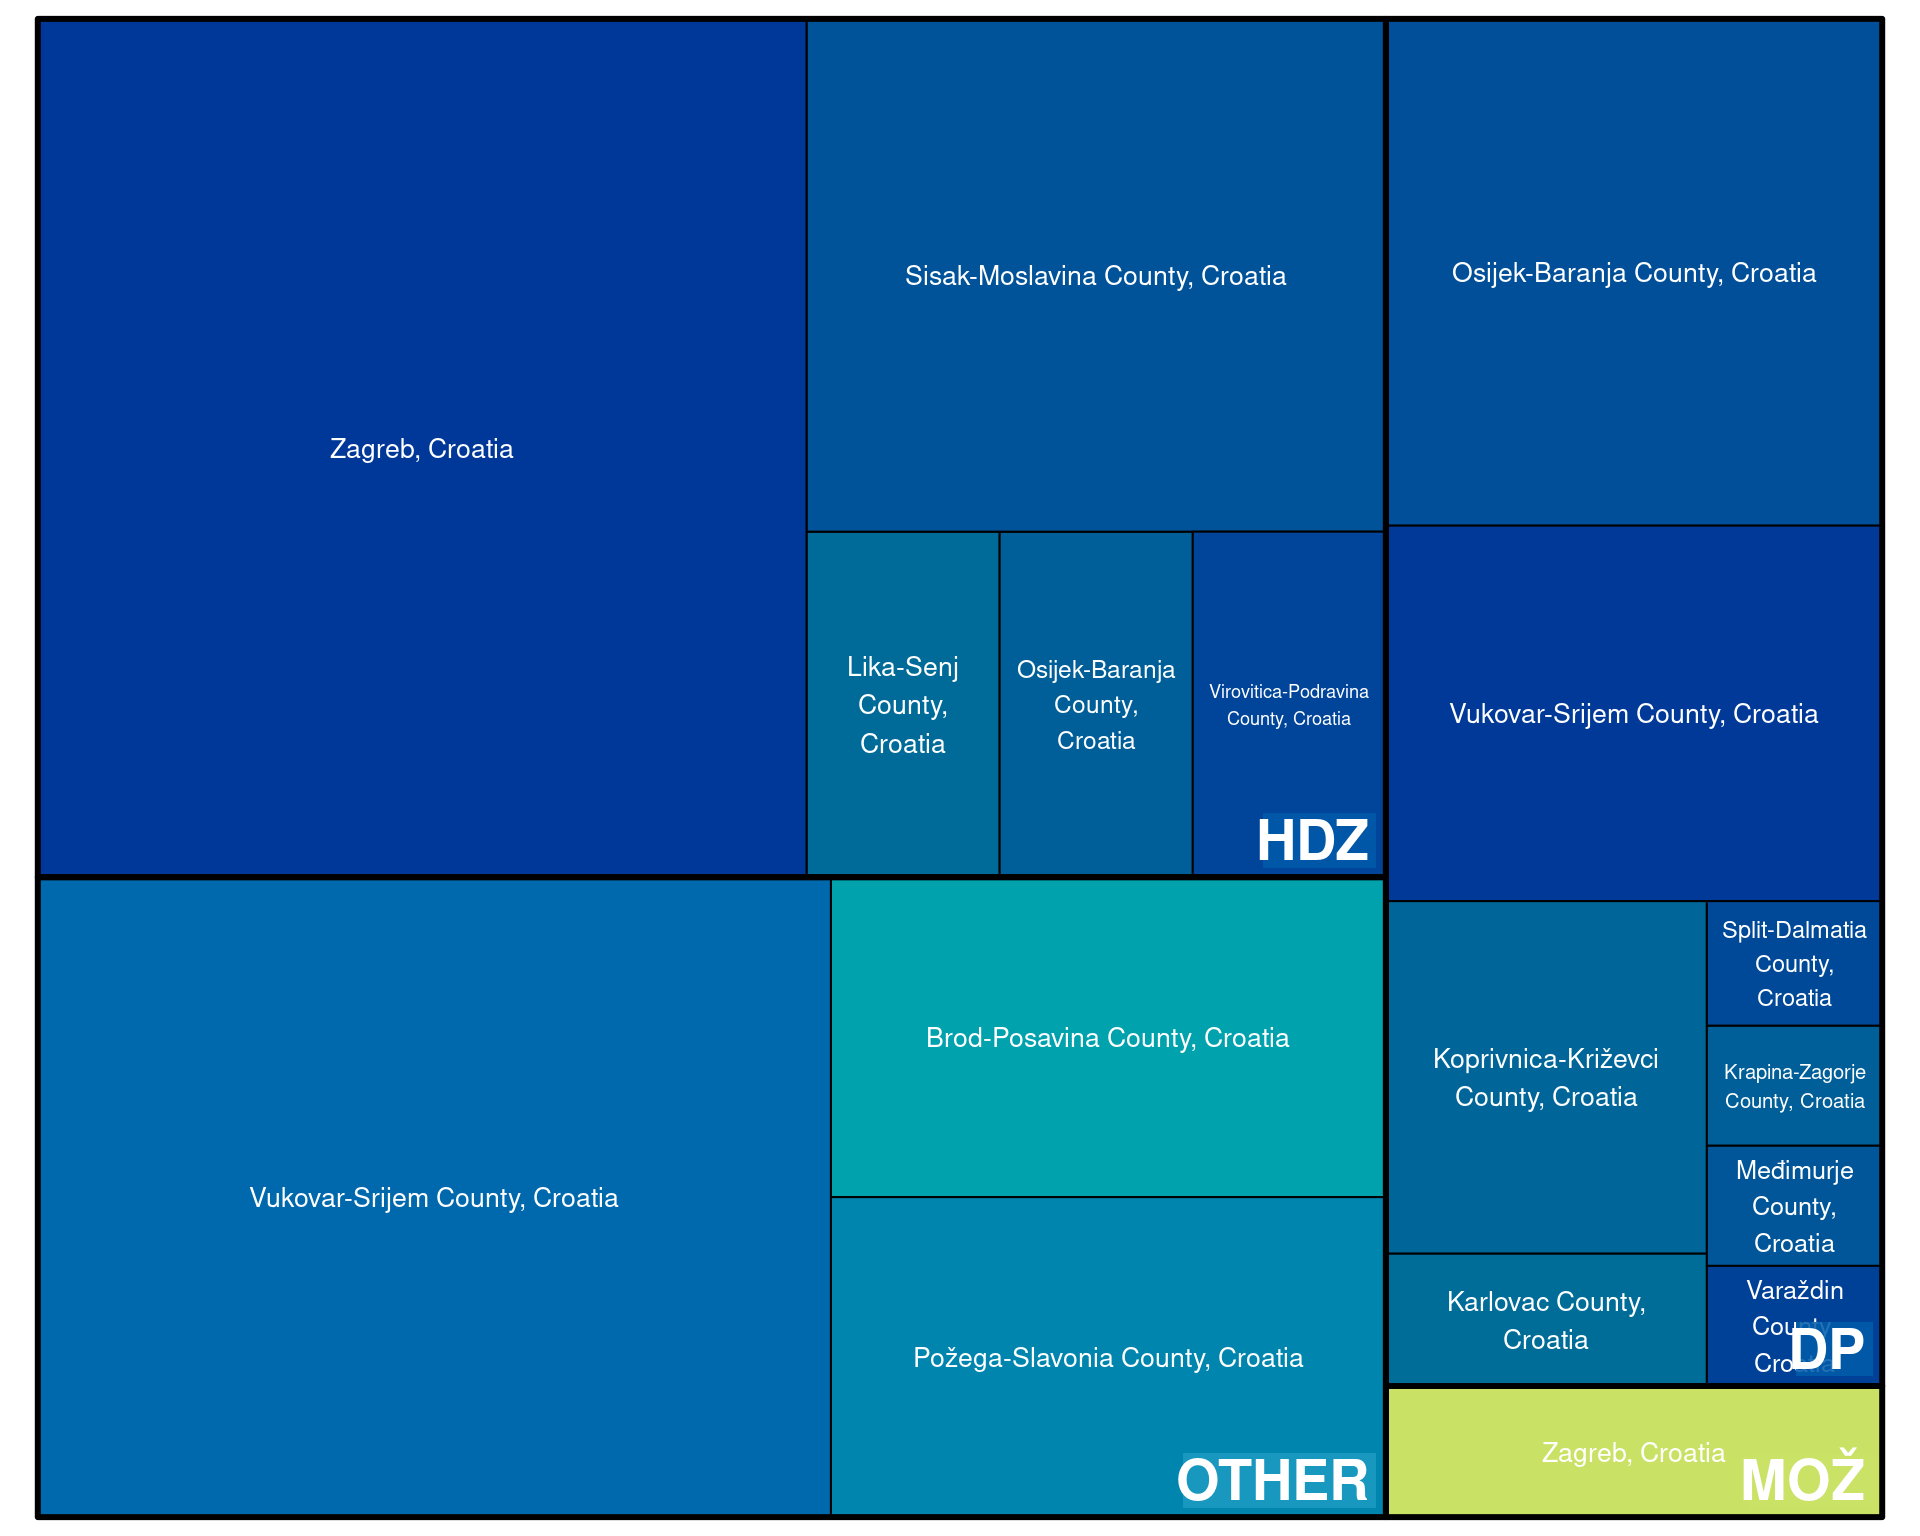 Zagreb, Croatia
Sisak-Moslavina County, Croatia
Lika-Senj
County,
Croatia
Osijek-Baranja
County,
Croatia
Virovitica-Podravina
County, Croatia
HDZ
Osijek-Baranja County, Croatia
Vukovar-Srijem County, Croatia
Koprivnica-Križevci
County, Croatia
Split-Dalmatia
County,
Croatia
Krapina-Zagorje
County, Croatia
Međimurje
County,
Croatia
Karlovac County,
Croatia
Varaždin
County,
Croatia
DP
Vukovar-Srijem County, Croatia
Brod-Posavina County, Croatia
Požega-Slavonia County, Croatia
OTHER
Zagreb, Croatia
MOŽ